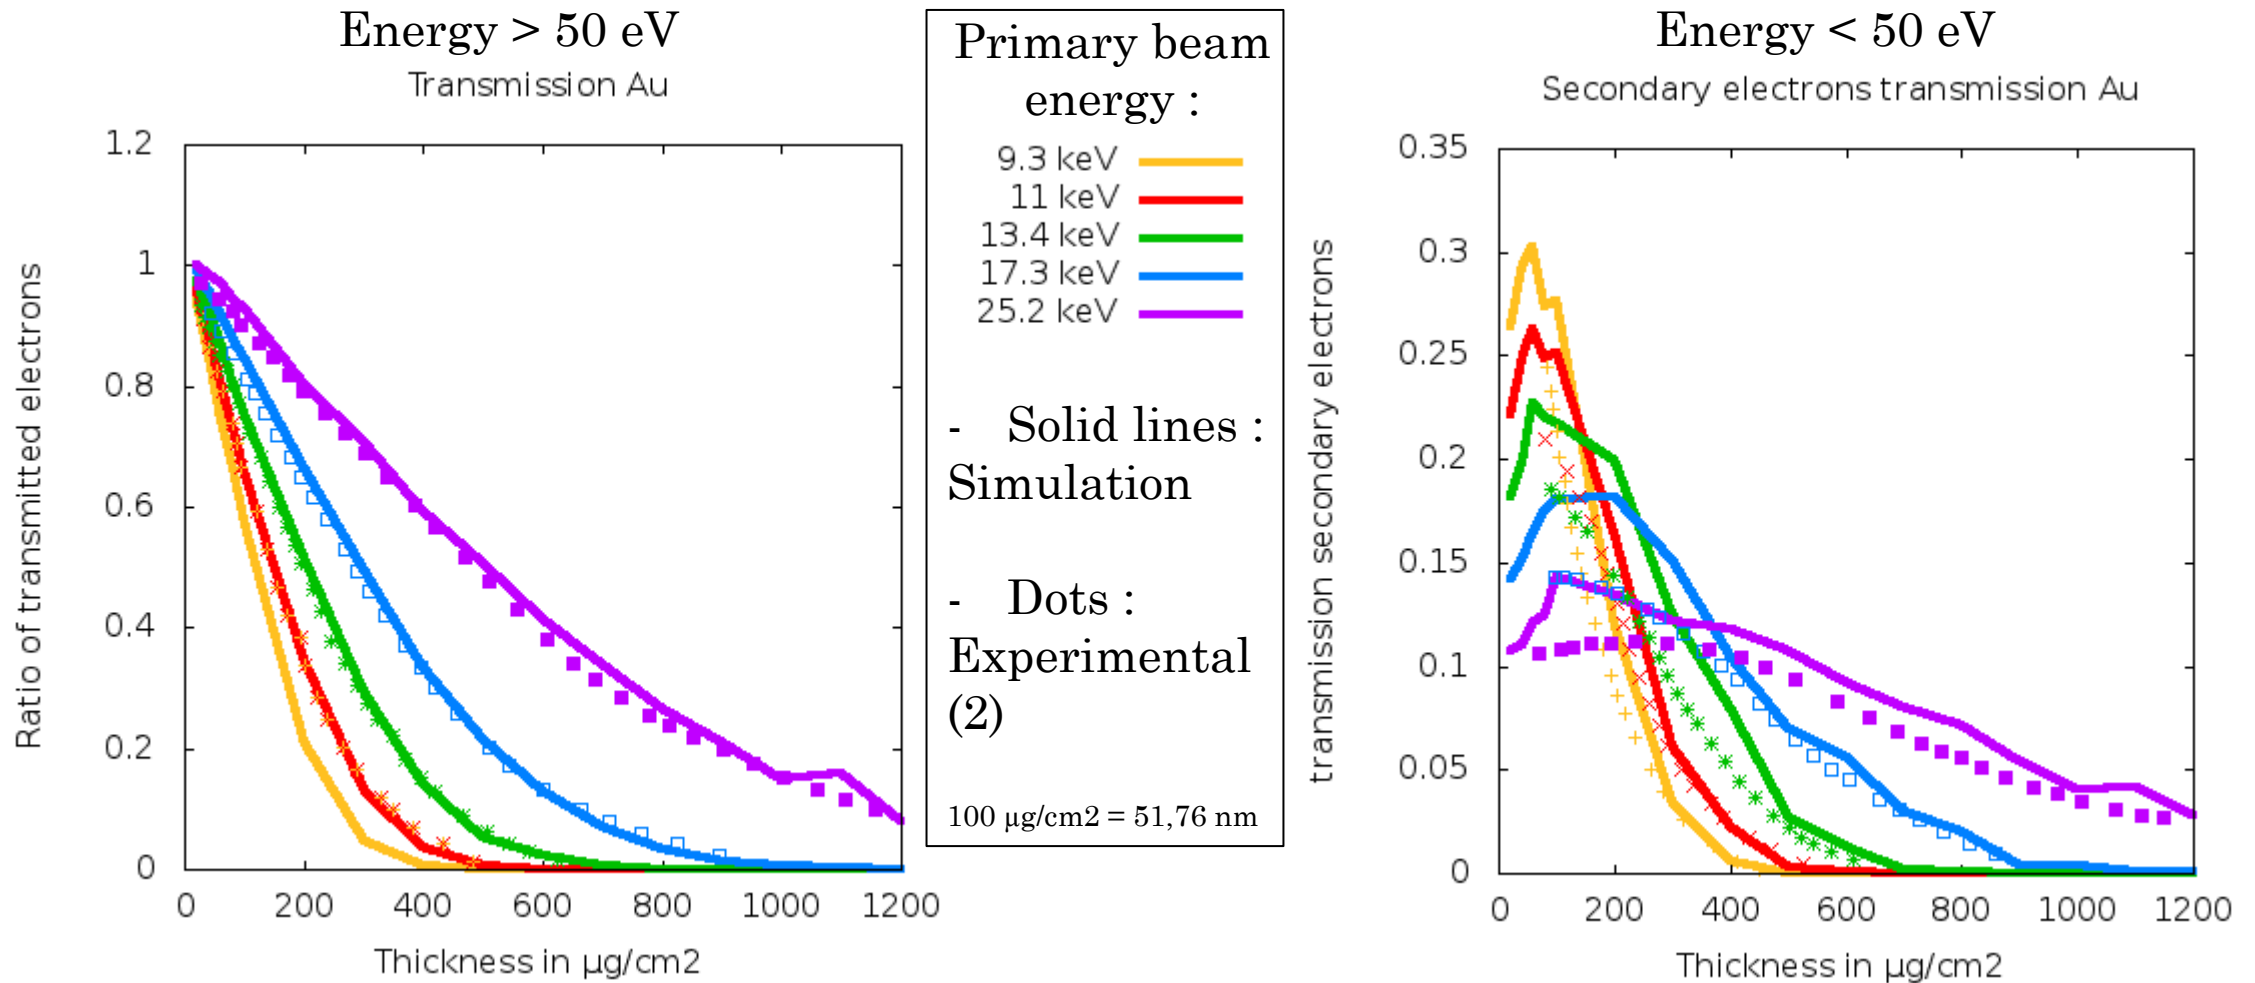 Energy > 50 eV
Transmission Au
Ratio of transmitted electrons
1.2
1
0.8
0.6
0.4
0.2
0
0 200 400 600 800 1000 1200
Thickness in µg/cm2
Primary beam
energy :
9.3 keV
11 keV
13.4 keV
17.3 keV
25.2 keV
- Solid lines :
Simulation
- Dots :
Experimental
(2)
100 µg/cm2 = 51,76 nm
Energy < 50 eV
Secondary electrons transmission Au
transmission secondary electrons
0.35
0.3
0.25
0.2
0.15
0.1
0.05
0
0 200 400 600 800 1000 1200
Thickness in µg/cm2